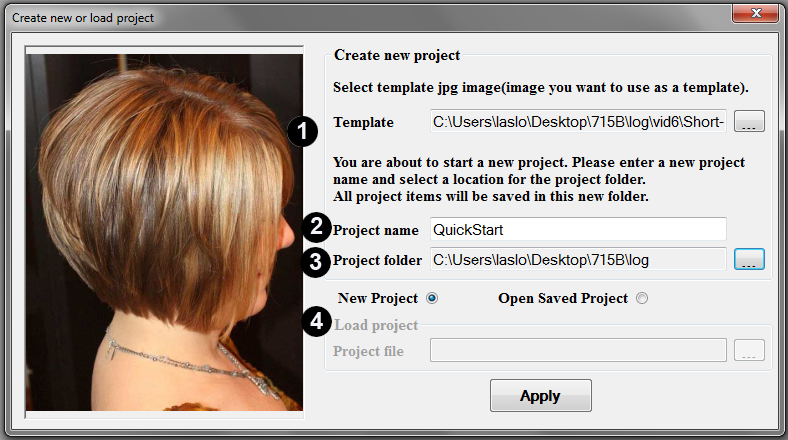 Create new or load project
Create new project
Select template jpg image(image you want to use as a template).
1
Template C:\Users\laslo\Desktop\715B\log\vid6\Short- ...
You are about to start a new project. Please enter a new project
name and select a location for the project folder.
All project items will be saved in this new folder.
2 Project name QuickStart
3 Project folder C:\Users\laslo\Desktop\715B\log ...
New Project Open Saved Project
4 Load project
Project file ...
Apply